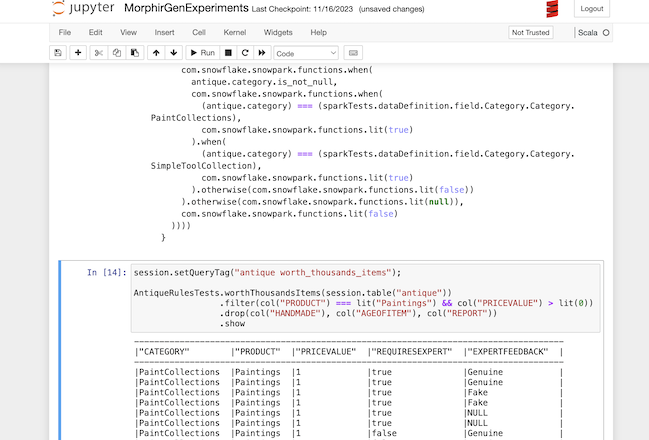 jupyter MorphirGenExperiments Last Checkpoint: 11/16/2023 (unsaved changes) Logout
File Edit View Insert Cell Kernel Widgets Help Not Trusted Scala
Run Code
com.snowflake.snowpark.functions.when(
antique.category.is_not_null,
com.snowflake.snowpark.functions.when(
(antique.category) === (sparkTests.dataDefinition.field.Category.Category.
PaintCollections),
com.snowflake.snowpark.functions.lit(true)
).when(
(antique.category) === (sparkTests.dataDefinition.field.Category.Category.
SimpleToolCollection),
com.snowflake.snowpark.functions.lit(true)
).otherwise(com.snowflake.snowpark.functions.lit(false))
).otherwise(com.snowflake.snowpark.functions.lit(null)),
com.snowflake.snowpark.functions.lit(false)
))))
}
In [14]: session.setQueryTag("antique worth_thousands_items");
AntiqueRulesTests.worthThousandsItems(session.table("antique"))
.filter(col("PRODUCT") === lit("Paintings") && col("PRICEVALUE") > lit(0))
.drop(col("HANDMADE"), col("AGEOFITEM"), col("REPORT"))
.show
|"CATEGORY" |"PRODUCT" |"PRICEVALUE" |"REQUIRESEXPERT" |"EXPERTFEEDBACK" |
|PaintCollections |Paintings |1 |true |Genuine |
|PaintCollections |Paintings |1 |true |Genuine |
|PaintCollections |Paintings |1 |true |Fake |
|PaintCollections |Paintings |1 |true |Fake |
|PaintCollections |Paintings |1 |true |NULL |
|PaintCollections |Paintings |1 |true |NULL |
|PaintCollections |Paintings |1 |false |Genuine |